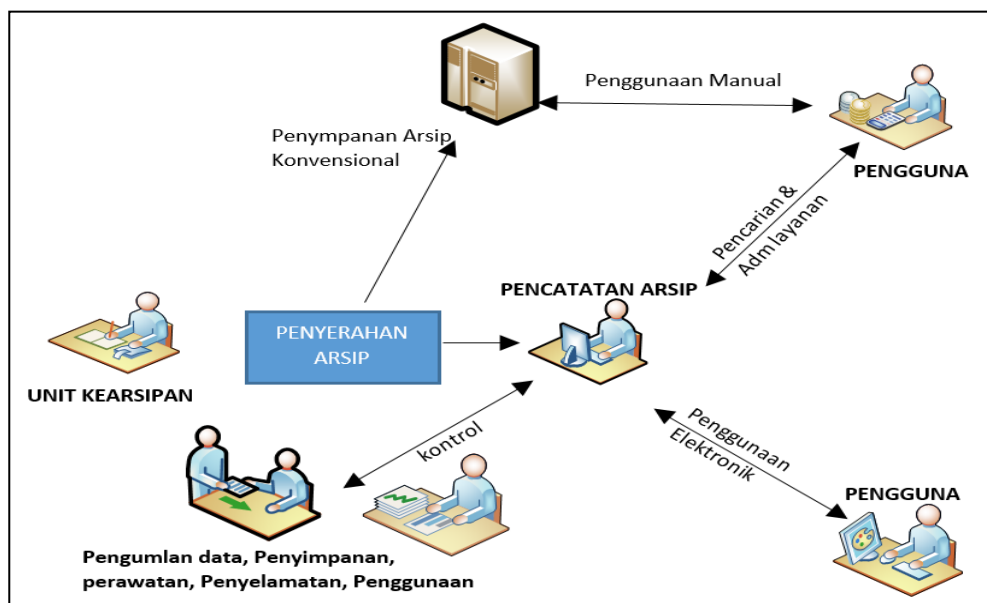 Penggunaan Manual
Penympanan Arsip
Konvensional
PENGGUNA
Pencarian &
Adm layanan
PENCATATAN ARSIP
PENYERAHAN
ARSIP
UNIT KEARSIPAN
kontrol
Penggunaan
Elektronik
PENGGUNA
Pengumlan data, Penyimpanan,
perawatan, Penyelamatan, Penggunaan